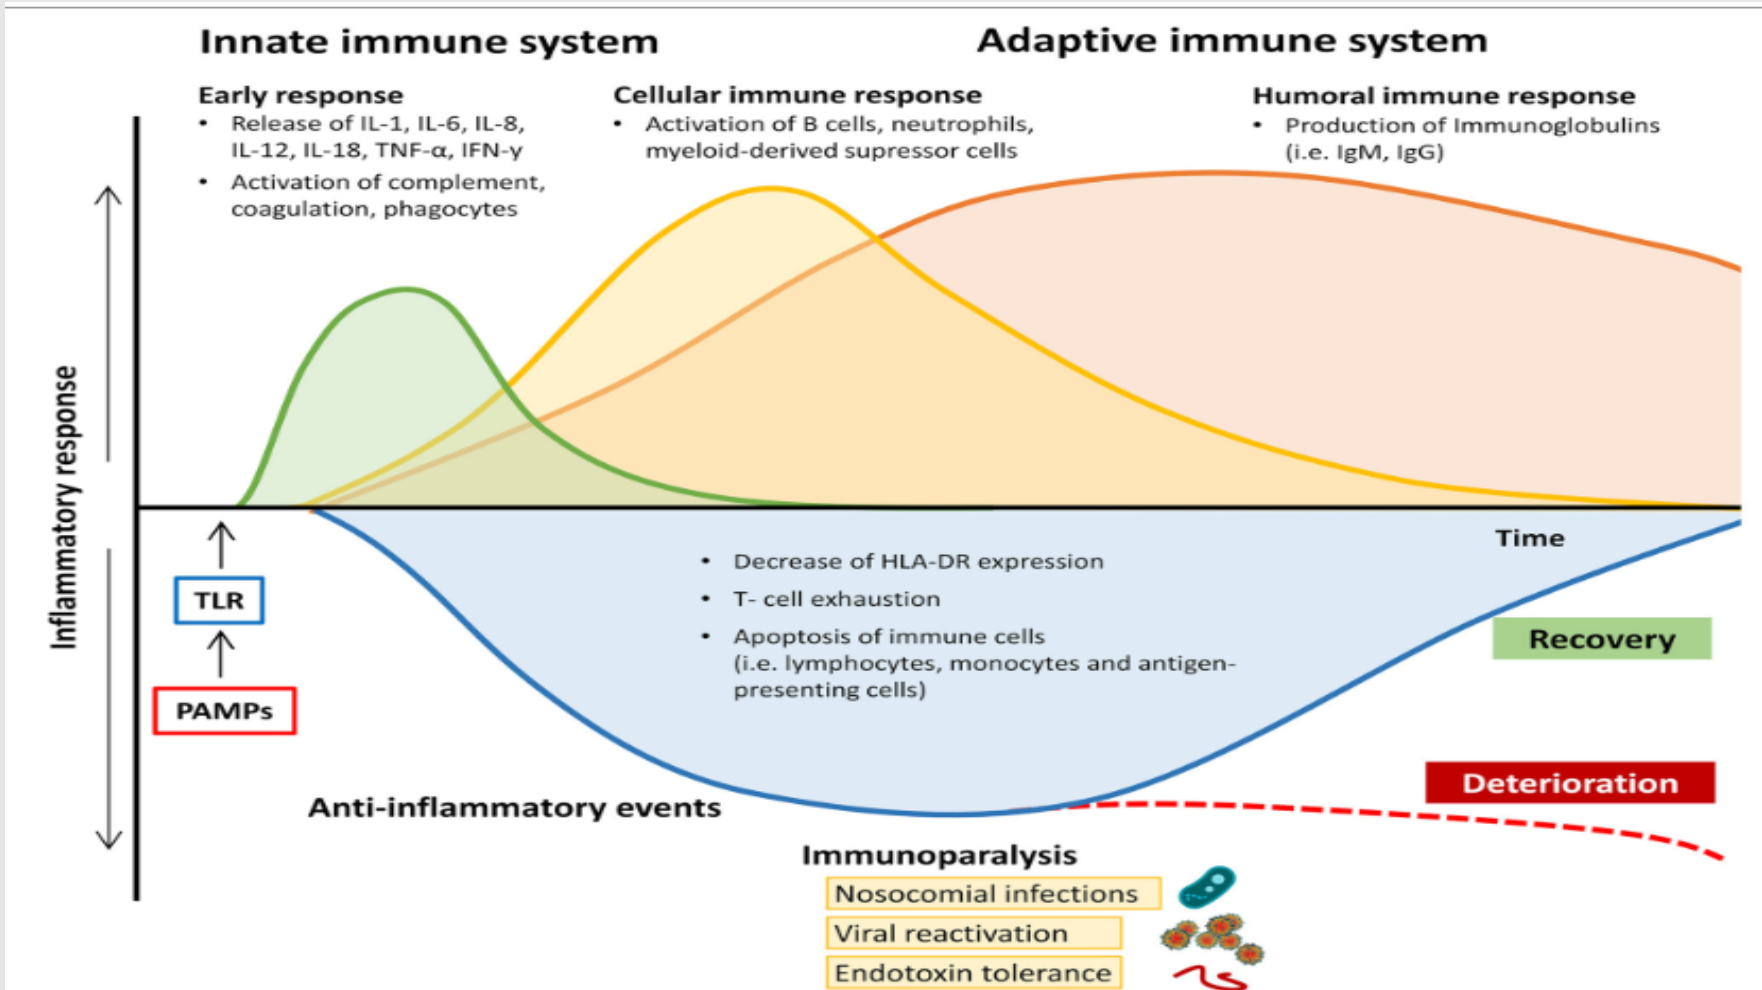 Innate immune system
Adaptive immune system
Early response
• Release of IL-1, IL-6, IL-8,
IL-12, IL-18, TNF-α, IFN-y
• Activation of complement,
coagulation, phagocytes
Cellular immune response
• Activation of B cells, neutrophils,
myeloid-derived supressor cells
Humoral immune response
• Production of Immunoglobulins
(i.e. IgM, IgG)
Inflammatory response
Time
TLR
PAMPs
• Decrease of HLA-DR expression
• T- cell exhaustion
• Apoptosis of immune cells
(i.e. lymphocytes, monocytes and antigen-
presenting cells)
Recovery
Deterioration
Anti-inflammatory events
Immunoparalysis
Nosocomial infections
Viral reactivation
Endotoxin tolerance